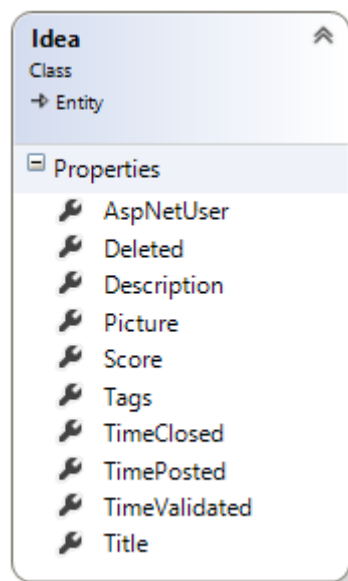 Idea
Class
Entity
Properties
AspNetUser
Deleted
Description
Picture
Score
Tags
TimeClosed
TimePosted
TimeValidated
Title